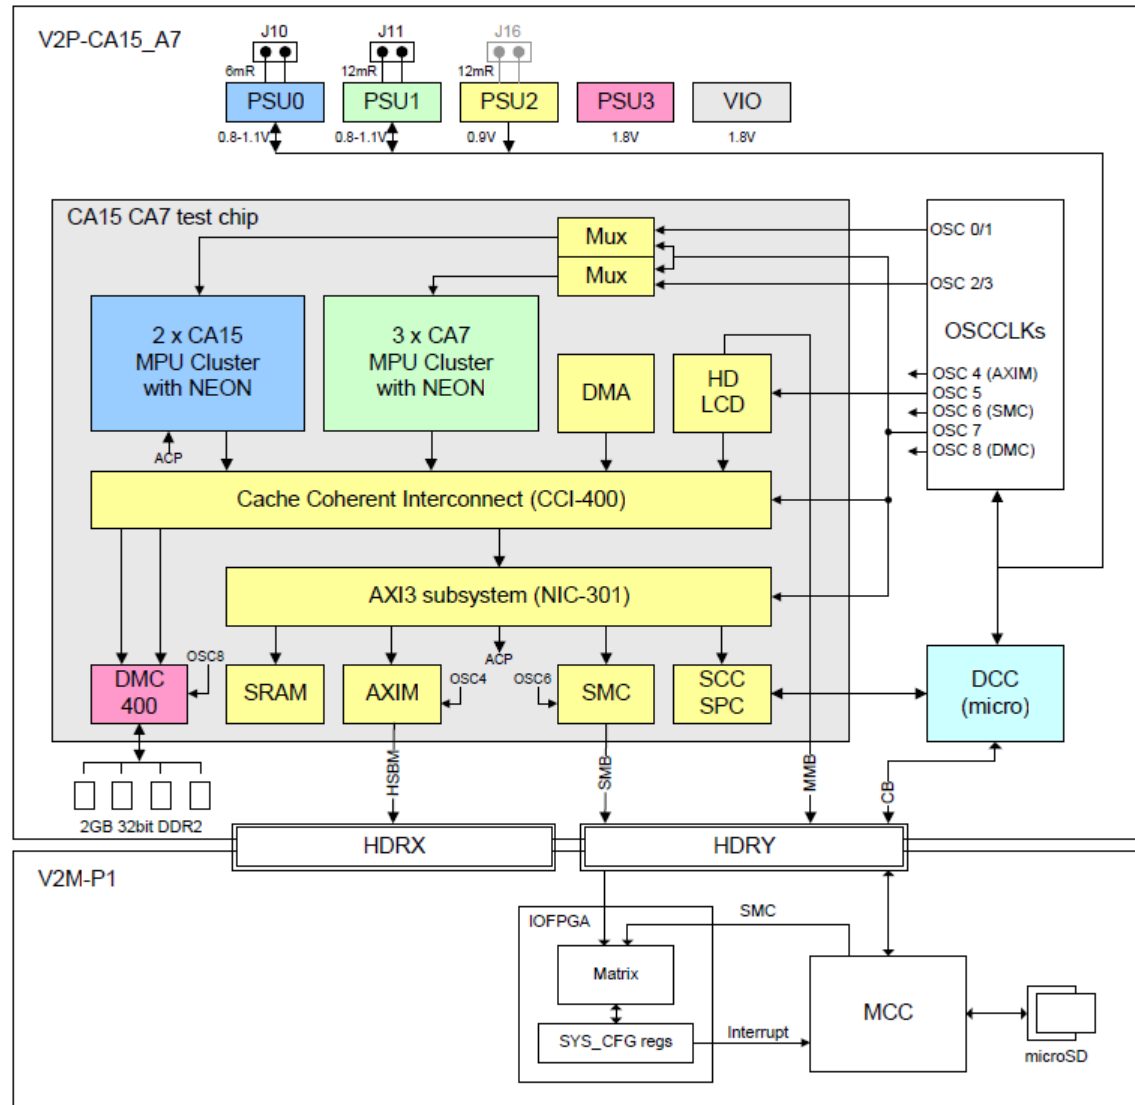 V2P-CA15_A7
J10
J11
J16
6mR
12mR
12mR
PSU0
PSU1
PSU2
PSU3
VIO
0.8-1.1V
0.8-1.1V
0.9V
1.8V
1.8V
CA15 CA7 test chip
Mux
Mux
OSC 0/1
OSC 2/3
OSCCLKs
OSC 4 (AXIM)
OSC 5
OSC 6 (SMC)
OSC 7
OSC 8 (DMC)
2 x CA15
MPU Cluster
with NEON
3 x CA7
MPU Cluster
with NEON
DMA
HD
LCD
ACP
Cache Coherent Interconnect (CCI-400)
AXI3 subsystem (NIC-301)
OSC8
ACP
OSC4
OSC6
DMC
400
SRAM
AXIM
SMC
SCC
SPC
DCC
(micro)
HSBM
SMB
MMB
CB
2GB 32bit DDR2
HDRX
HDRY
V2M-P1
IOFPGA
SMC
Matrix
SYS_CFG regs
Interrupt
MCC
microSD